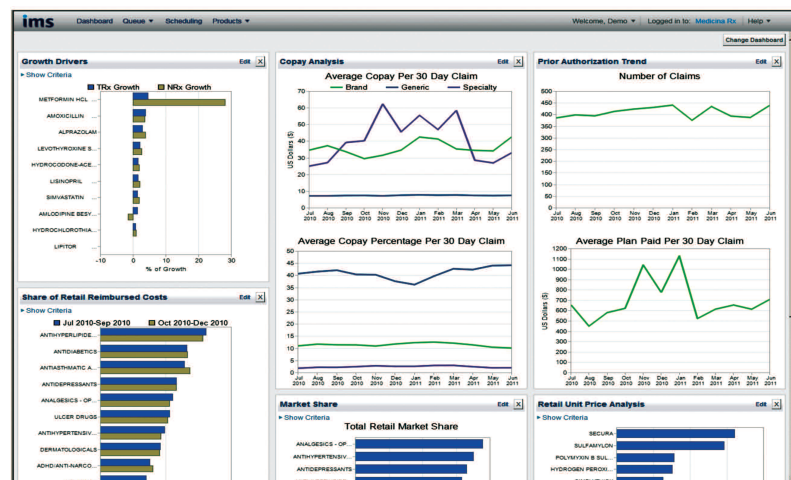 ims Dashboard Queue Scheduling Products Welcome, Demo Logged in to: Medicina Rx Help
Change Dashboard
Growth Drivers Edit X
Show Criteria
TRx Growth NRx Growth
METFORMIN HCL ...
AMOXICILLIN ...
ALPRAZOLAM ...
LEVOTHYROXINE S...
HYDROCODONE-ACE...
LISINOPRIL ...
SIMVASTATIN ...
AMLODIPINE BESY...
HYDROCHLOROTHIA...
LIPITOR ...
-10 0 10 20 30
% of Growth
Share of Retail Reimbursed Costs Edit X
Show Criteria
Jul 2010-Sep 2010 Oct 2010-Dec 2010
ANTIHYPERLIPIDE...
ANTIDIABETICS
ANTIASTHMATIC A...
ANTIDEPRESSANTS
ANALGESICS - OP...
ULCER DRUGS
ANTIHYPERTENSIV...
DERMATOLOGICALS
ADHD/ANTI-NARCO...
Copay Analysis Edit X
Average Copay Per 30 Day Claim
Brand Generic Specialty
US Dollars ($)
70
60
50
40
30
20
10
0
Jul Aug Sep Oct Nov Dec Jan Feb Mar Apr May Jun
2010 2010 2010 2010 2010 2010 2011 2011 2011 2011 2011 2011
Average Copay Percentage Per 30 Day Claim
50
45
40
35
30
25
20
15
10
5
0
Jul Aug Sep Oct Nov Dec Jan Feb Mar Apr May Jun
2010 2010 2010 2010 2010 2010 2011 2011 2011 2011 2011 2011
Market Share Edit X
Show Criteria
Total Retail Market Share
ANALGESICS - OP...
ANTIHYPERTENSIV...
ANTIDEPRESSANTS
Prior Authorization Trend Edit X
Number of Claims
500
450
400
350
300
250
200
150
100
50
0
Jul Aug Sep Oct Nov Dec Jan Feb Mar Apr May Jun
2010 2010 2010 2010 2010 2010 2011 2011 2011 2011 2011 2011
Average Plan Paid Per 30 Day Claim
US Dollars ($)
1200
1100
1000
900
800
700
600
500
400
300
200
100
0
Jul Aug Sep Oct Nov Dec Jan Feb Mar Apr May Jun
2010 2010 2010 2010 2010 2010 2011 2011 2011 2011 2011 2011
Retail Unit Price Analysis Edit X
Show Criteria
SECURA
SULFAMYLON
POLYMYXIN B SUL...
HYDROGEN PEROXI...